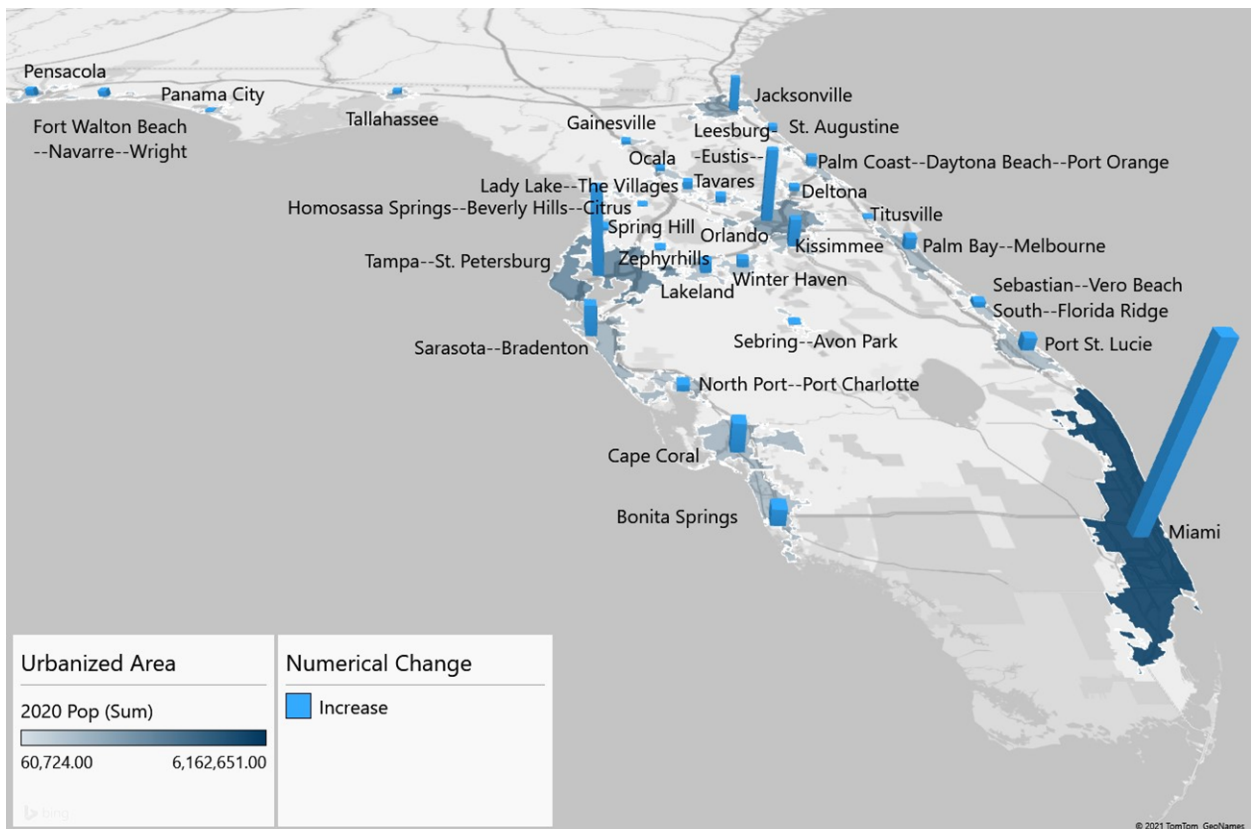 Pensacola
Panama City
Fort Walton Beach
--Navarre--Wright
Tallahassee
Jacksonville
Gainesville
Leesburg-
-Eustis--
Tavares
St. Augustine
Ocala
Palm Coast--Daytona Beach--Port Orange
Lady Lake--The Villages
Deltona
Homosassa Springs--Beverly Hills--Citrus
Titusville
Spring Hill
Orlando
Kissimmee
Palm Bay--Melbourne
Tampa--St. Petersburg
Zephyrhills
Winter Haven
Lakeland
Sebastian--Vero Beach
South--Florida Ridge
Sebring--Avon Park
Port St. Lucie
Sarasota--Bradenton
North Port--Port Charlotte
Cape Coral
Bonita Springs
Miami
Urbanized Area
2020 Pop (Sum)
60,724.00 6,162,651.00
Numerical Change
Increase
bing
© 2021 TomTom, GeoNames